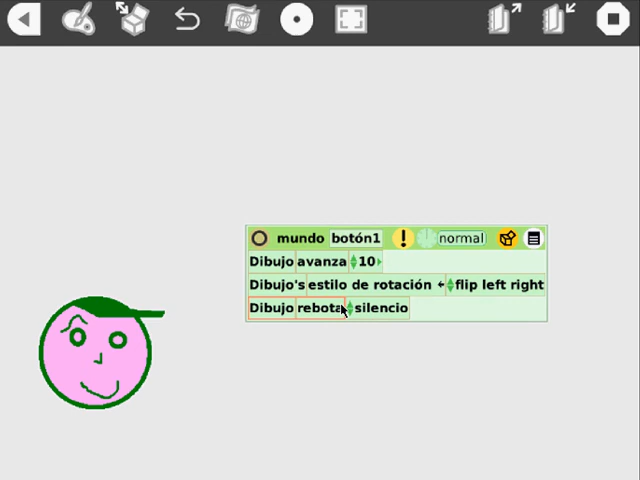 mundo botón1 ! normal
Dibujo avanza 10
Dibujo's estilo de rotación ← flip left right
Dibujo rebota silencio